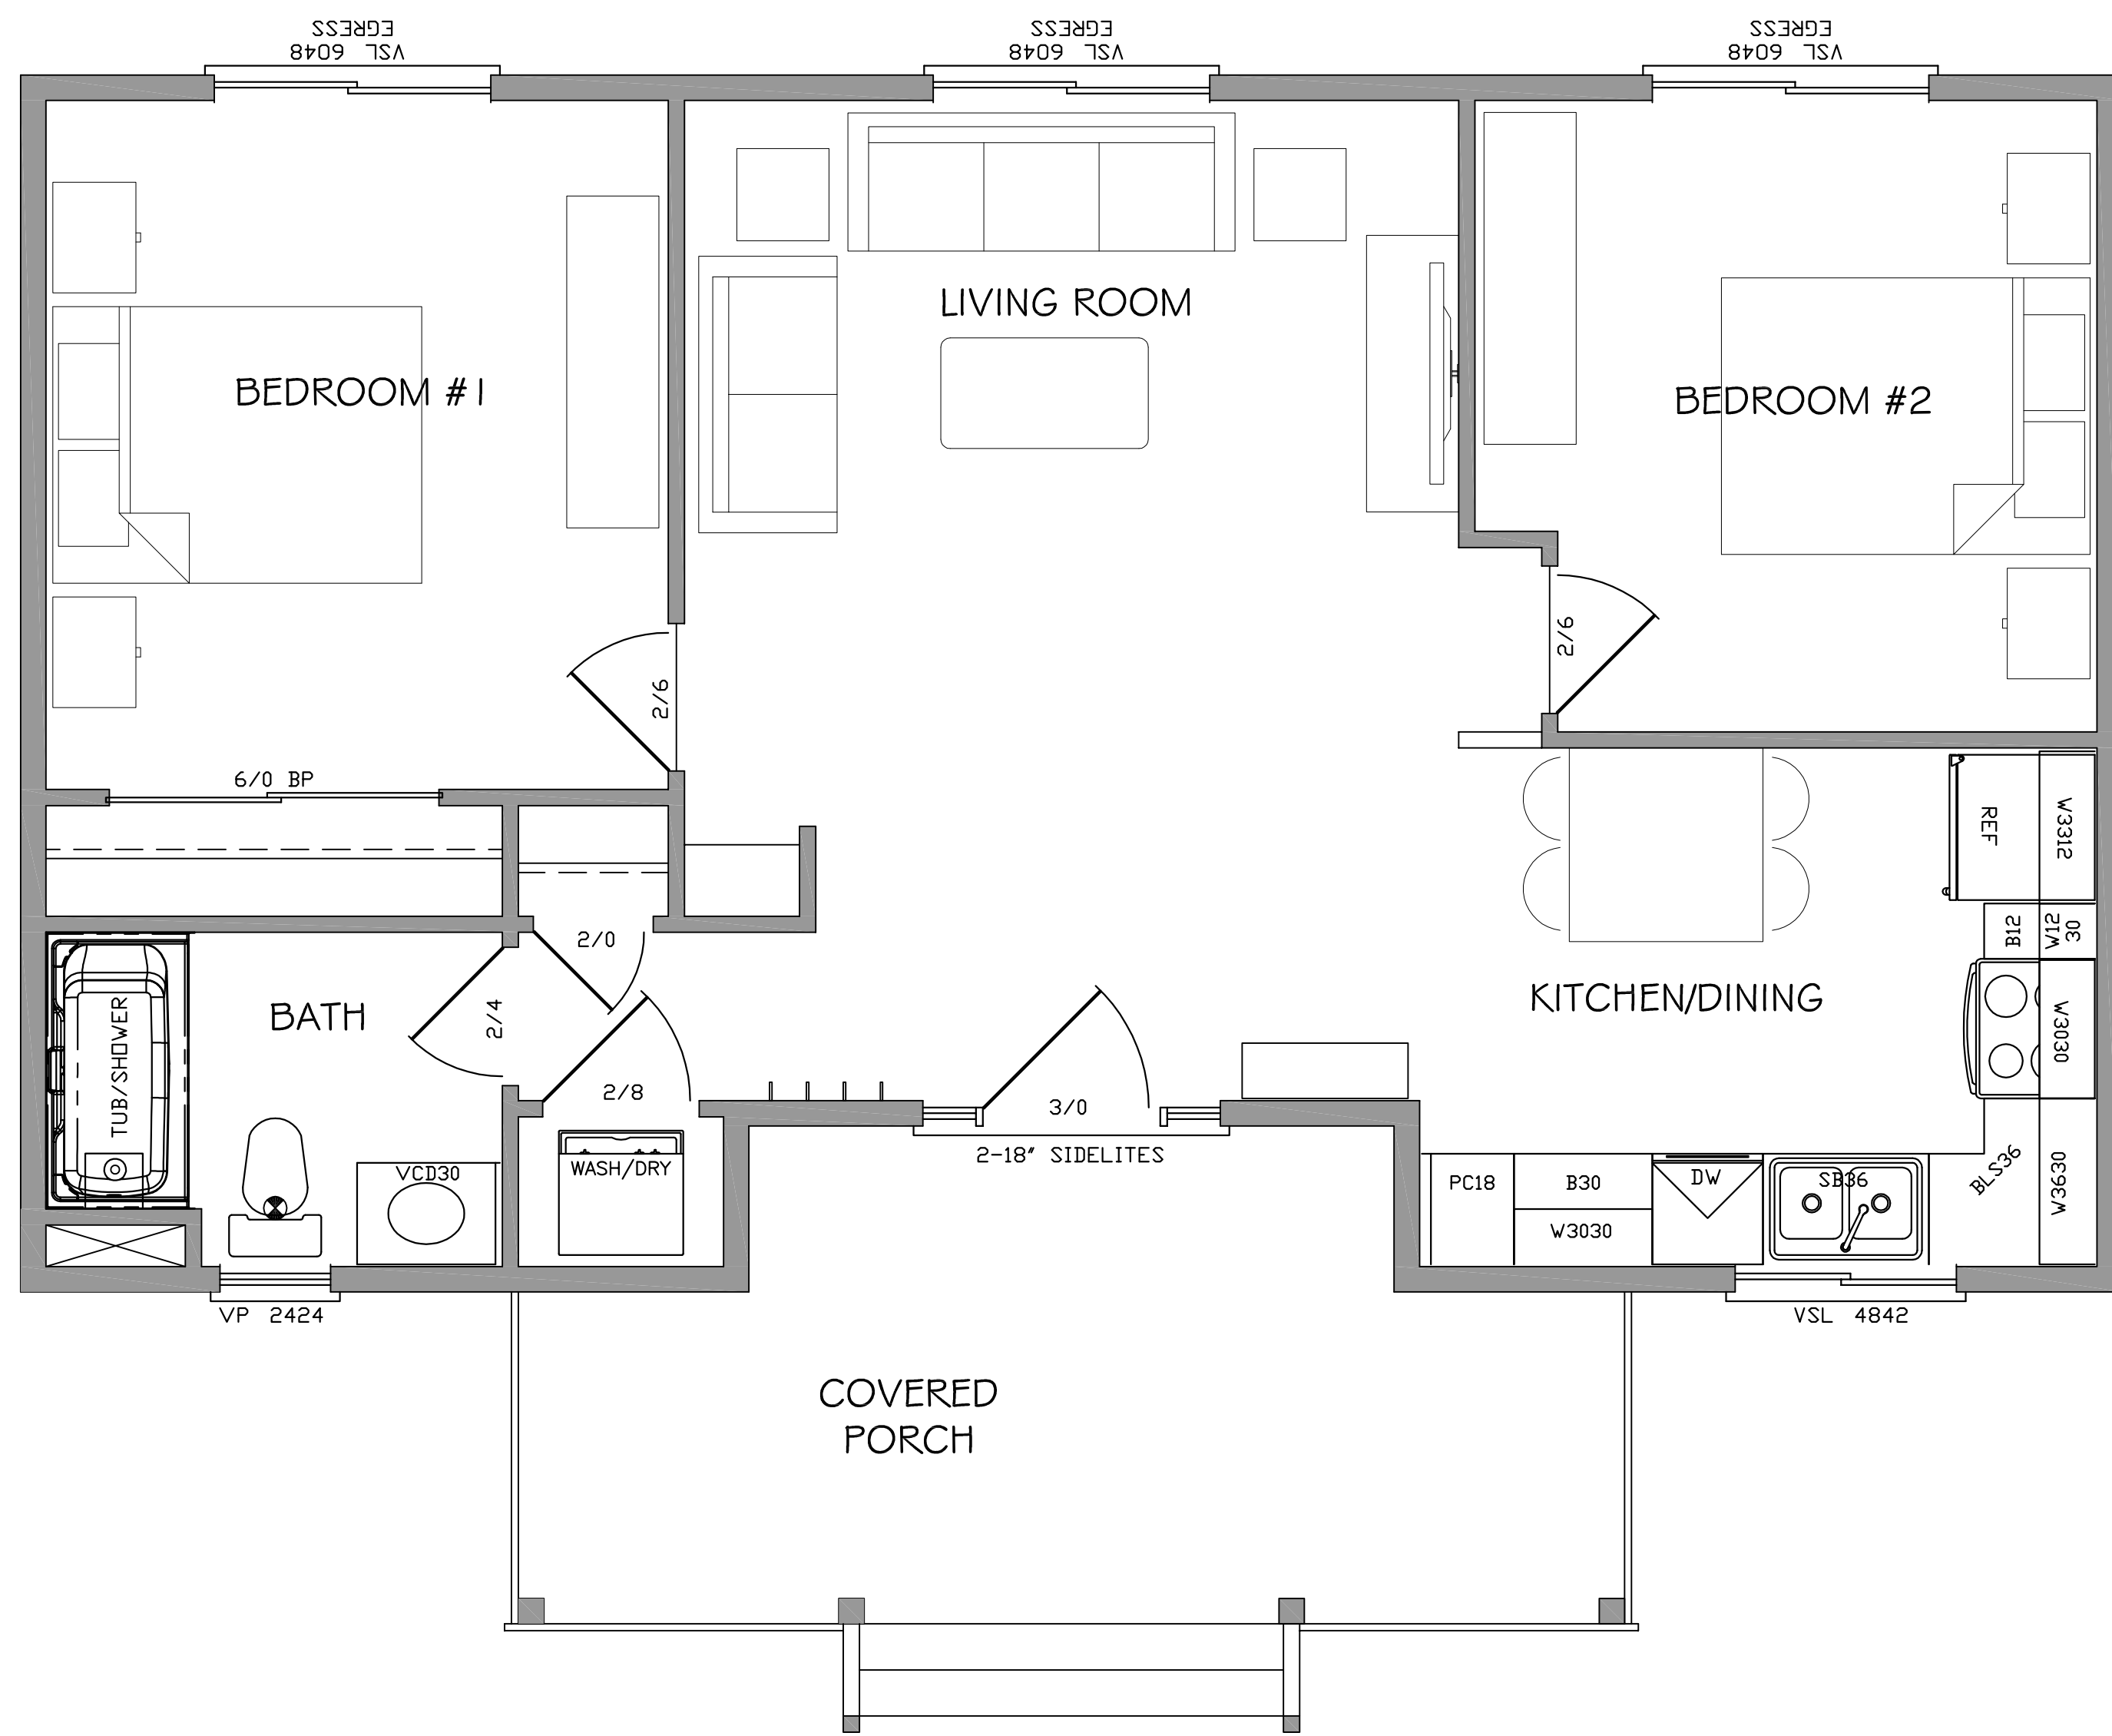 EGRESS
VSL 6048
EGRESS
VSL 6048
EGRESS
VSL 6048
LIVING ROOM
BEDROOM #1
BEDROOM #2
2/6
2/6
6/0 BP
REF
W3312
2/0
B12
W12
30
BATH
2/4
TUB/SHOWER
KITCHEN/DINING
W3030
2/8
3/0
2-18" SIDELITES
WASH/DRY
VCD30
PC18
B30
DW
SB36
BLS36
W3630
W3030
VP 2424
VSL 4842
COVERED
PORCH